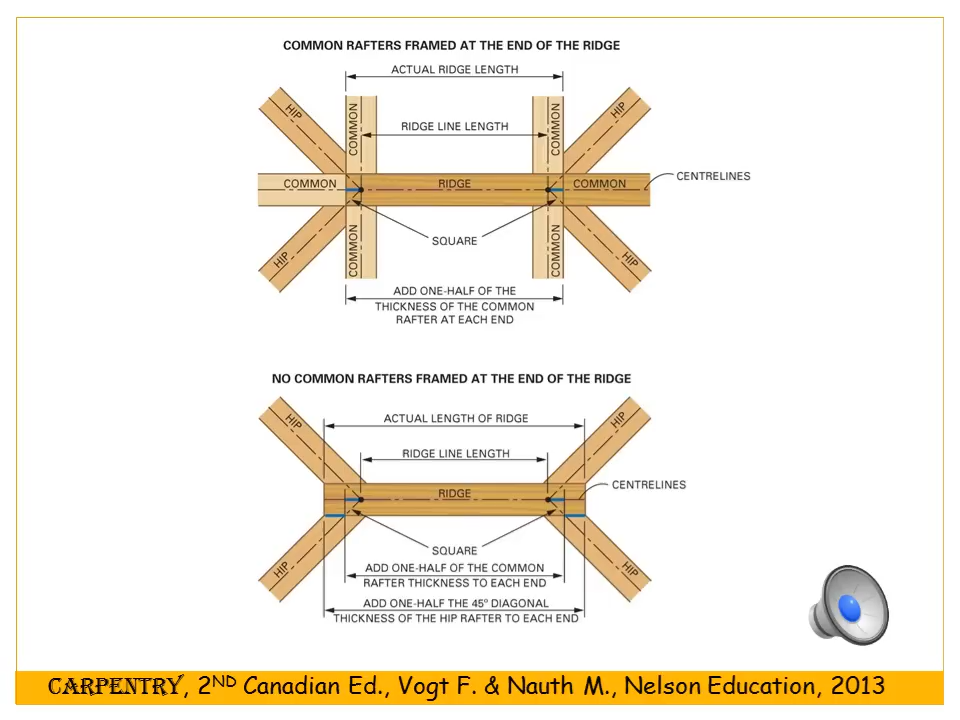 COMMON RAFTERS FRAMED AT THE END OF THE RIDGE
ACTUAL RIDGE LENGTH
HIP
COMMON
COMMON
HIP
RIDGE LINE LENGTH
COMMON
RIDGE
COMMON
CENTRELINES
SQUARE
HIP
COMMON
COMMON
HIP
ADD ONE-HALF OF THE
THICKNESS OF THE COMMON
RAFTER AT EACH END
NO COMMON RAFTERS FRAMED AT THE END OF THE RIDGE
ACTUAL LENGTH OF RIDGE
HIP
HIP
RIDGE LINE LENGTH
RIDGE
CENTRELINES
SQUARE
HIP
HIP
ADD ONE-HALF OF THE COMMON
RAFTER THICKNESS TO EACH END
ADD ONE-HALF THE 45° DIAGONAL
THICKNESS OF THE HIP RAFTER TO EACH END
CARPENTRY, 2ND Canadian Ed., Vogt F. & Nauth M., Nelson Education, 2013